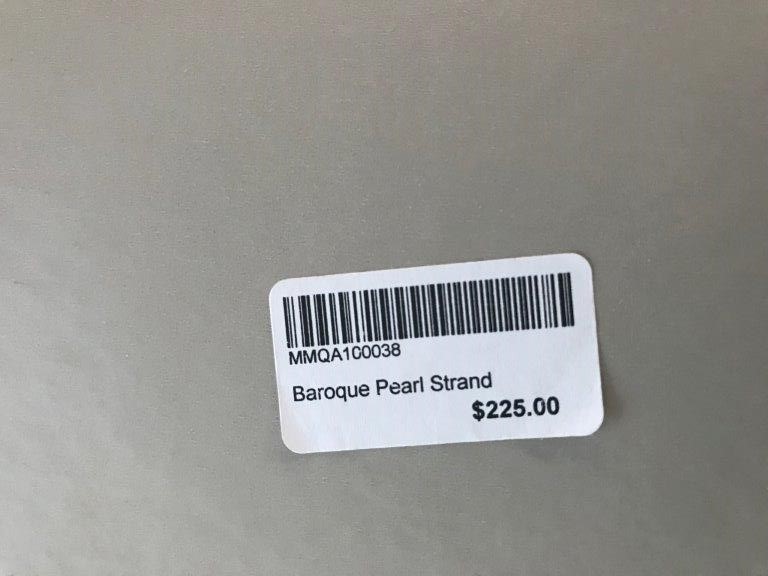 MMQA100038
Baroque Pearl Strand
$225.00